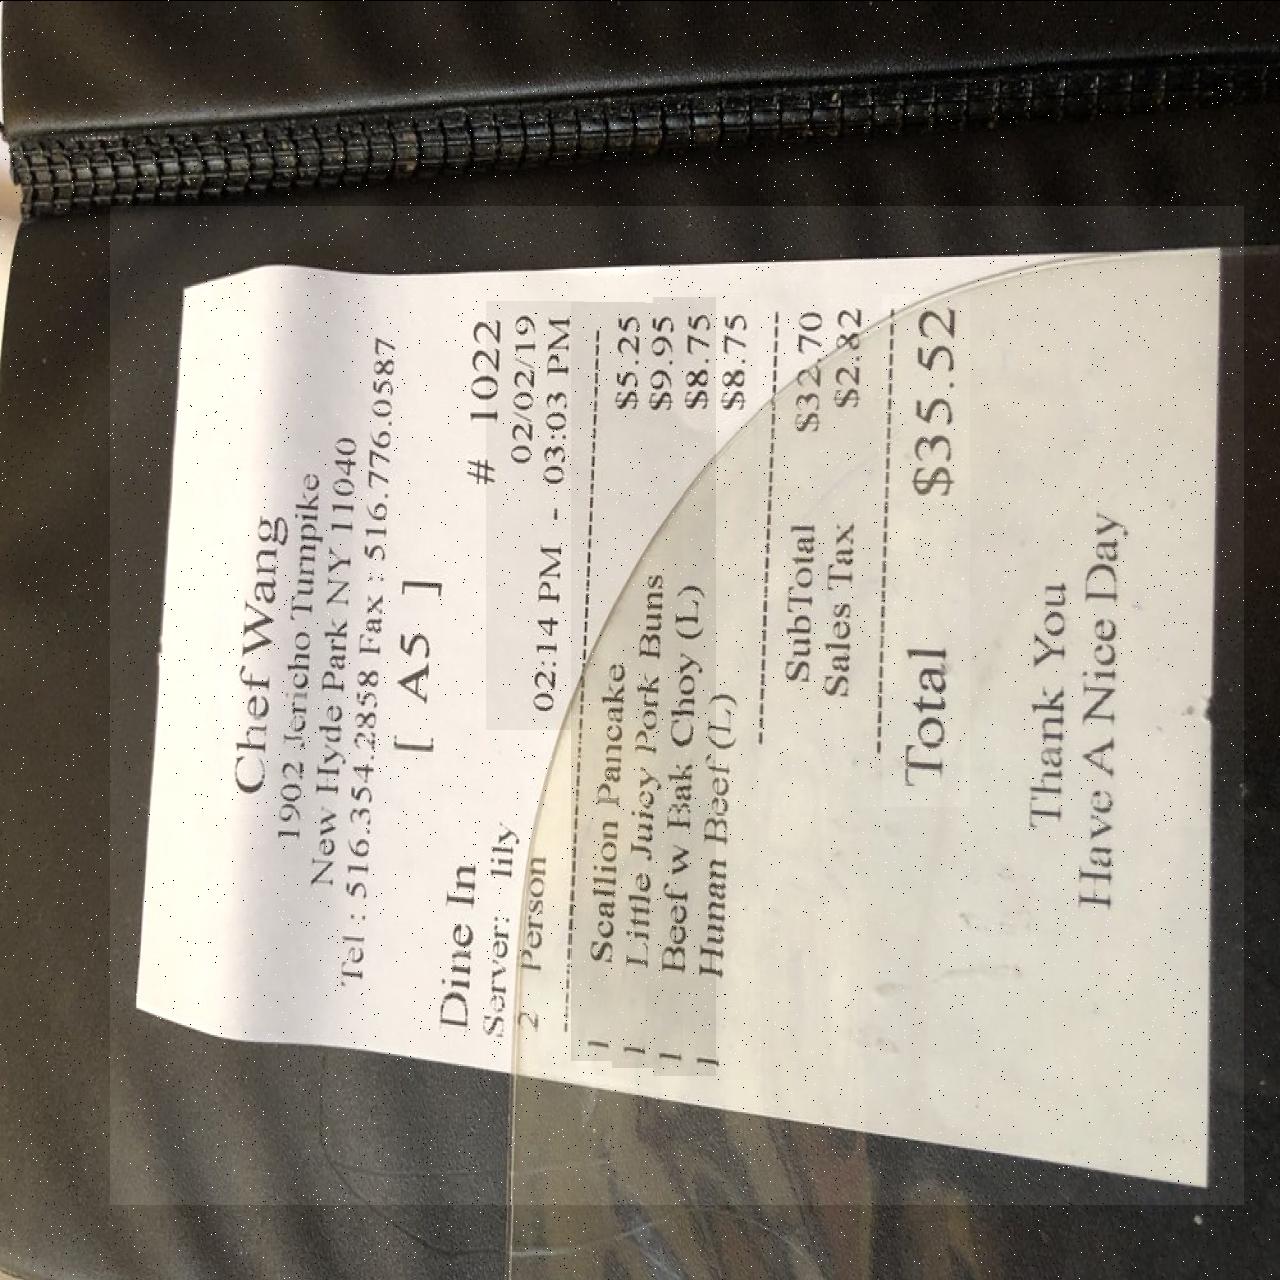 Chef Wang
1902 Jericho Turnpike
New Hyde Park NY 11040
Tel : 516.354.2858 Fax : 516.776.0587
[ A5 ]
Dine In # 1022
Server: lily 02/02/19
2 Person 02:14 PM - 03:03 PM
1 Scallion Pancake $5.25
1 Little Juicy Pork Buns $9.95
1 Beef w Bak Choy (L) $8.75
1 Hunan Beef (L) $8.75
SubTotal $32.70
Sales Tax $2.82
Total $35.52
Thank You
Have A Nice Day